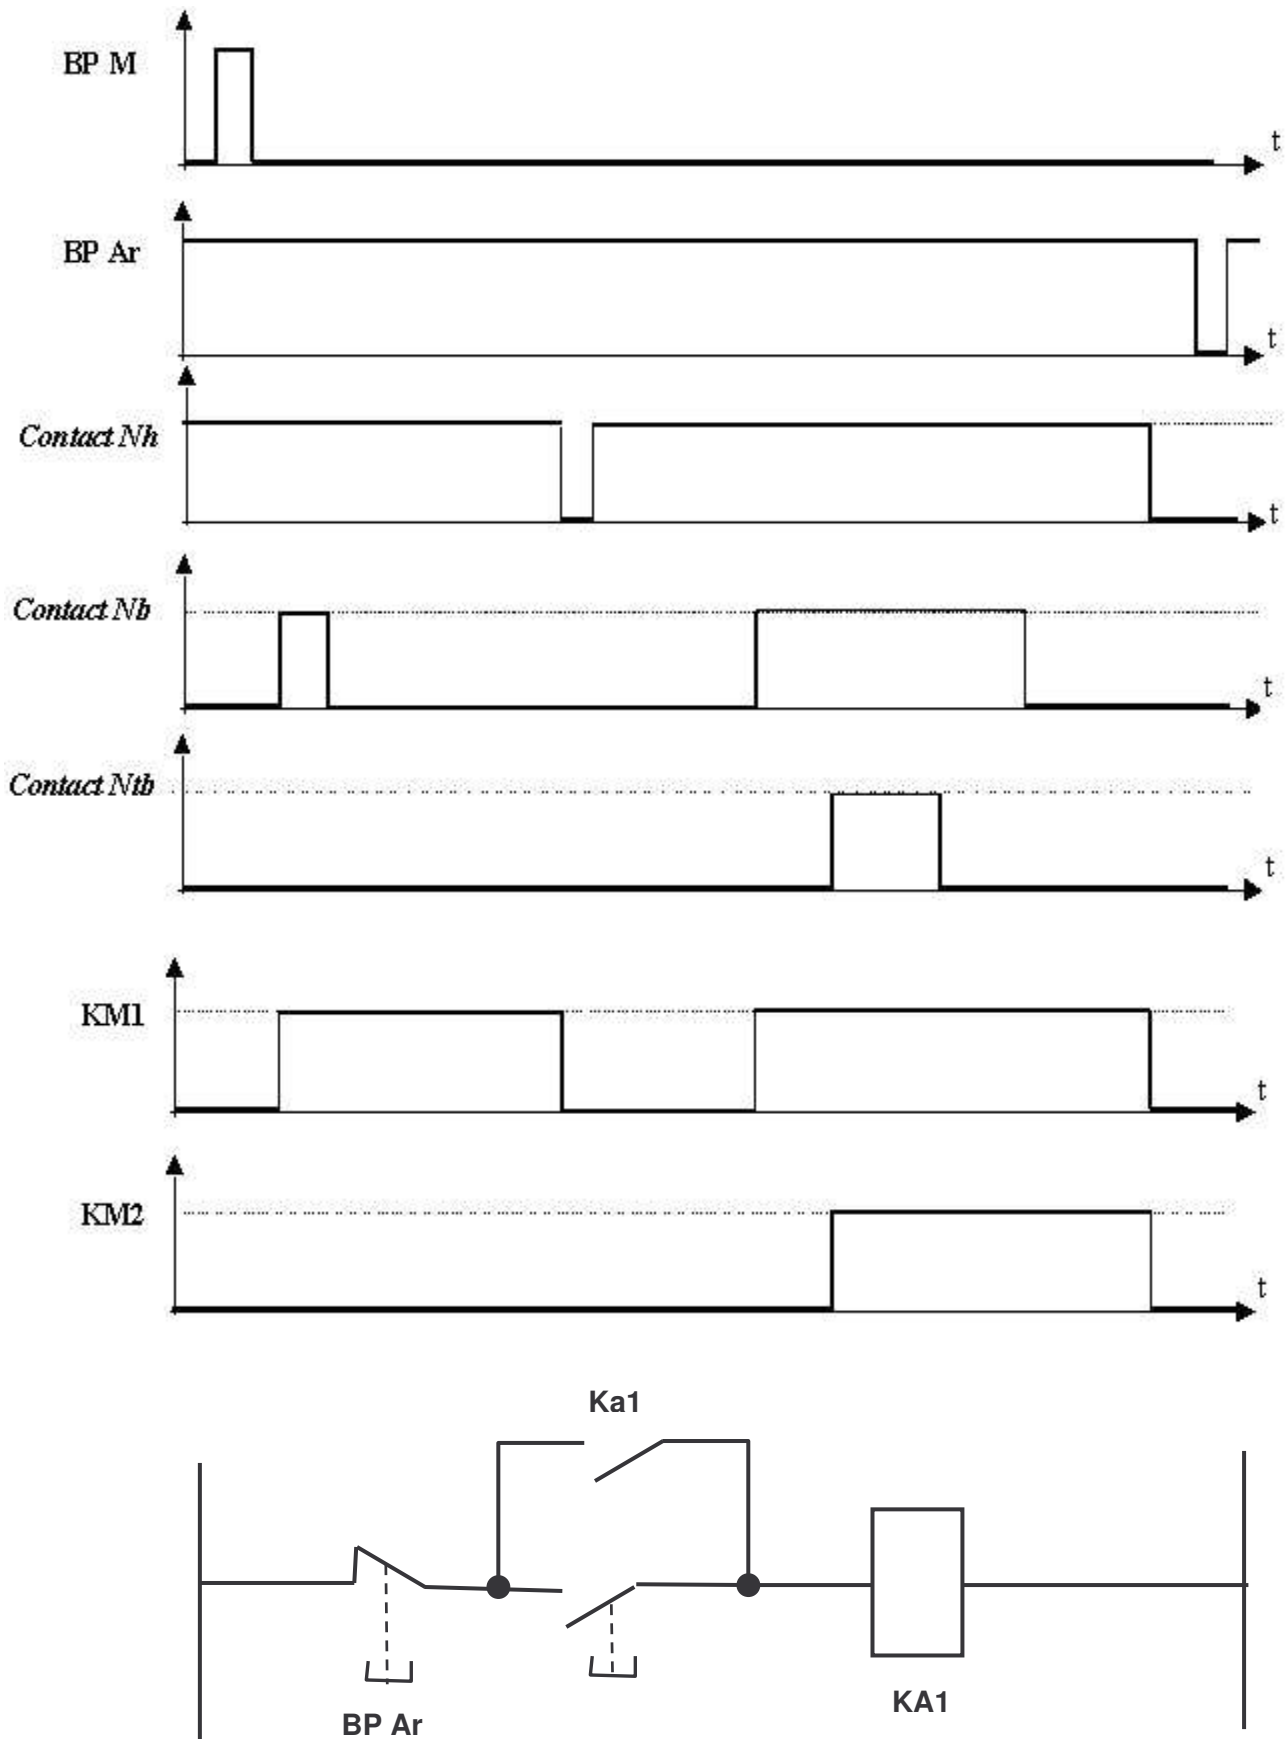 BP M
t
BP Ar
t
Contact Nh
t
Contact Nb
t
Contact Ntb
t
KM1
t
KM2
t
Ka1
BP Ar
KA1